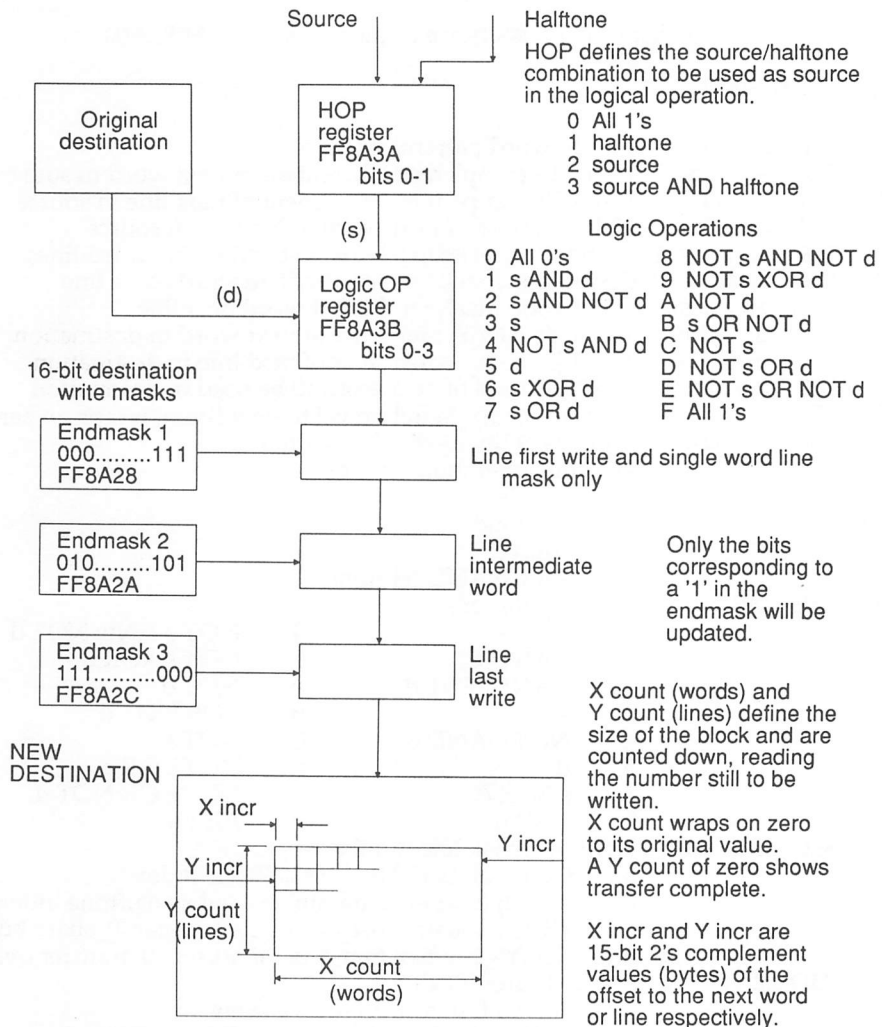 Source
Halftone
HOP defines the source/halftone
combination to be used as source
in the logical operation.
0 All 1's
1 halftone
2 source
3 source AND halftone
Original
destination
HOP
register
FF8A3A
bits 0-1
(s)
(d)
Logic OP
register
FF8A3B
bits 0-3
Logic Operations
0 All 0's 8 NOT s AND NOT d
1 s AND d 9 NOT s XOR d
2 s AND NOT d A NOT d
3 s B s OR NOT d
4 NOT s AND d C NOT s
5 d D NOT s OR d
6 s XOR d E NOT s OR NOT d
7 s OR d F All 1's
16-bit destination
write masks
Endmask 1
000.........111
FF8A28
Line first write and single word line
mask only
Endmask 2
010.........101
FF8A2A
Line
intermediate
word
Only the bits
corresponding to
a '1' in the
endmask will be
updated.
Endmask 3
111..........000
FF8A2C
Line
last
write
NEW
DESTINATION
X incr
Y incr
Y incr
Y count
(lines)
X count
(words)
X count (words) and
Y count (lines) define the
size of the block and are
counted down, reading
the number still to be
written.
X count wraps on zero
to its original value.
A Y count of zero shows
transfer complete.
X incr and Y incr are
15-bit 2's complement
values (bytes) of the
offset to the next word
or line respectively.